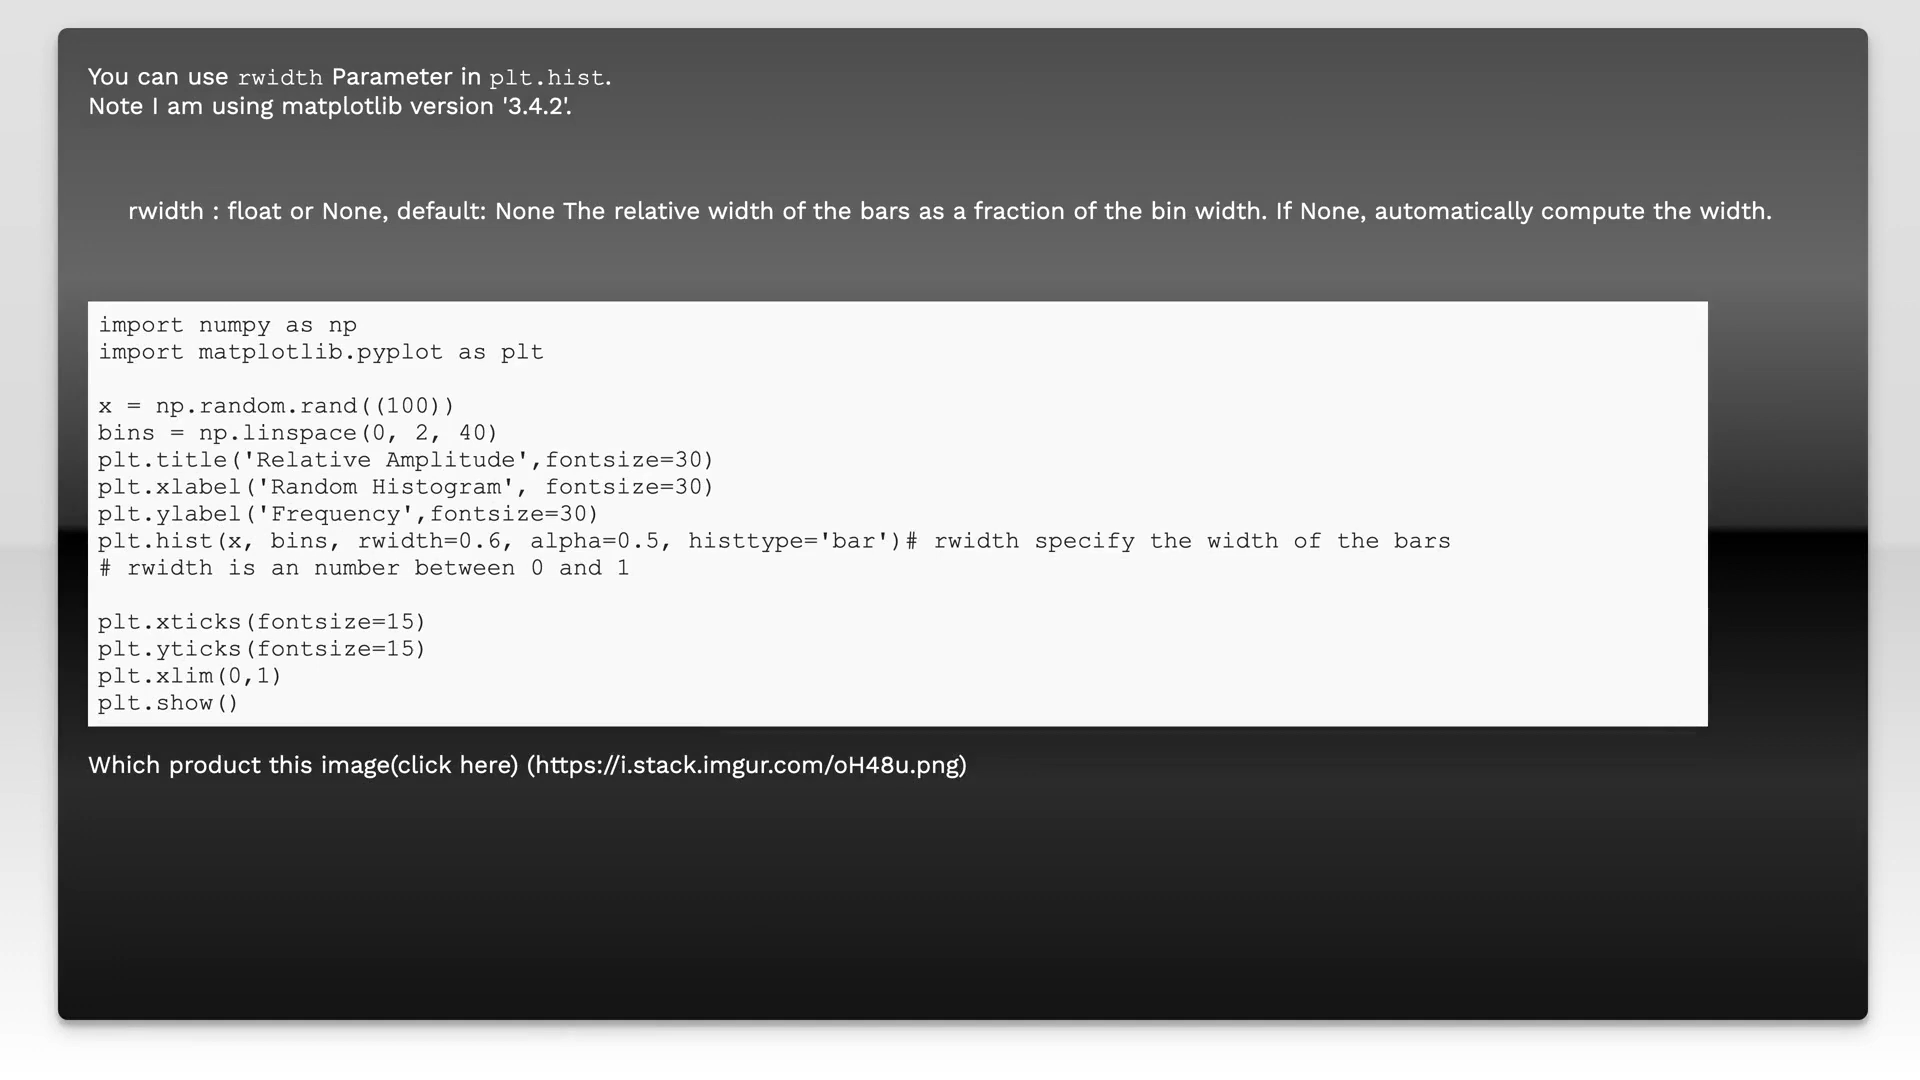 You can use rwidth Parameter in plt.hist.
Note I am using matplotlib version '3.4.2'.
rwidth : float or None, default: None The relative width of the bars as a fraction of the bin width. If None, automatically compute the width.
import numpy as np
import matplotlib.pyplot as plt
x = np.random.rand((100))
bins = np.linspace(0, 2, 40)
plt.title('Relative Amplitude',fontsize=30)
plt.xlabel('Random Histogram', fontsize=30)
plt.ylabel('Frequency',fontsize=30)
plt.hist(x, bins, rwidth=0.6, alpha=0.5, histtype='bar')# rwidth specify the width of the bars
# rwidth is an number between 0 and 1
plt.xticks(fontsize=15)
plt.yticks(fontsize=15)
plt.xlim(0,1)
plt.show()
Which product this image(click here) (https://i.stack.imgur.com/oH48u.png)